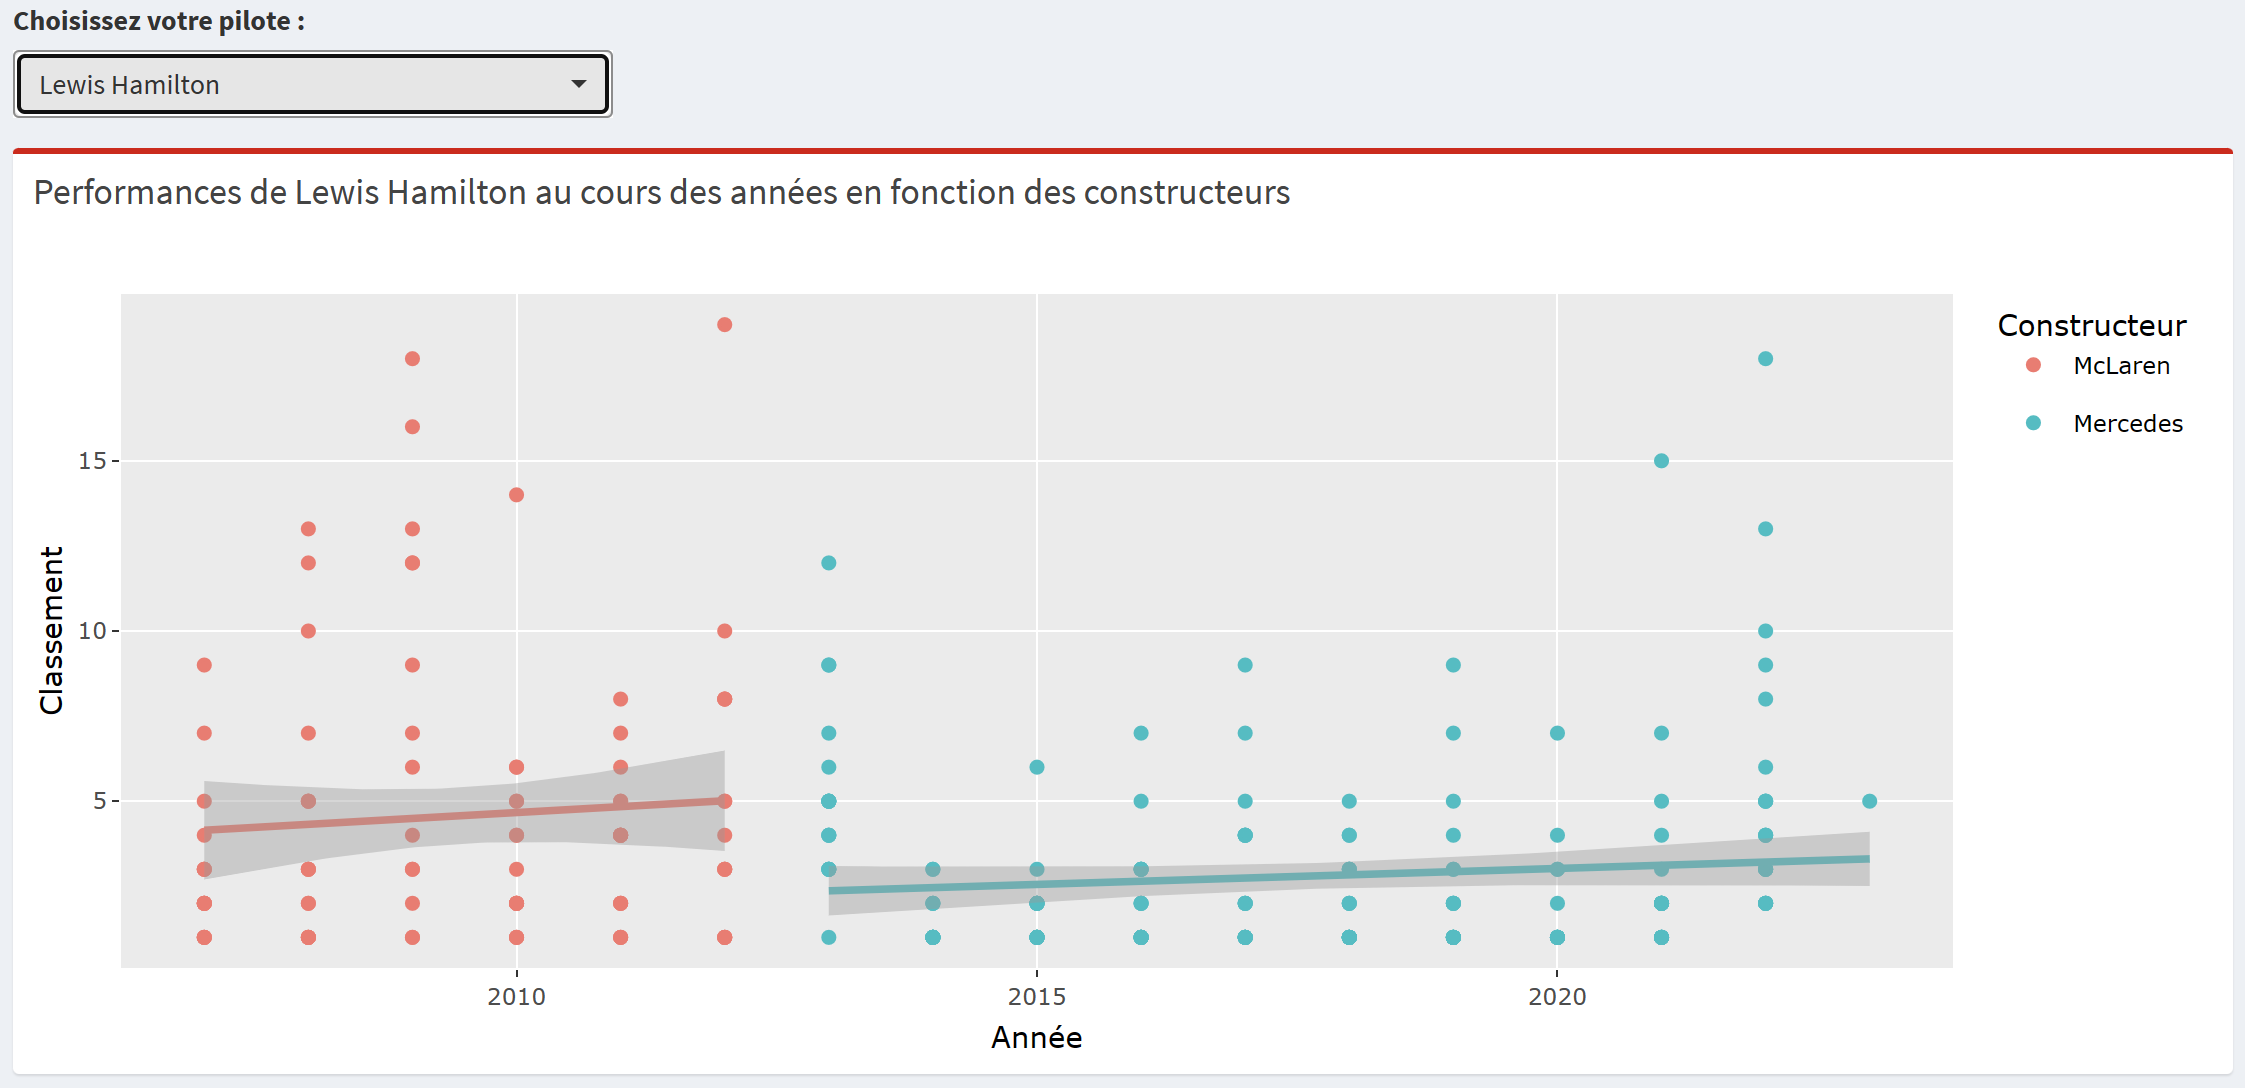 Choisissez votre pilote :
Lewis Hamilton
Performances de Lewis Hamilton au cours des années en fonction des constructeurs
Constructeur
McLaren
Mercedes
15
10
5
Classement
2010
2015
2020
Année